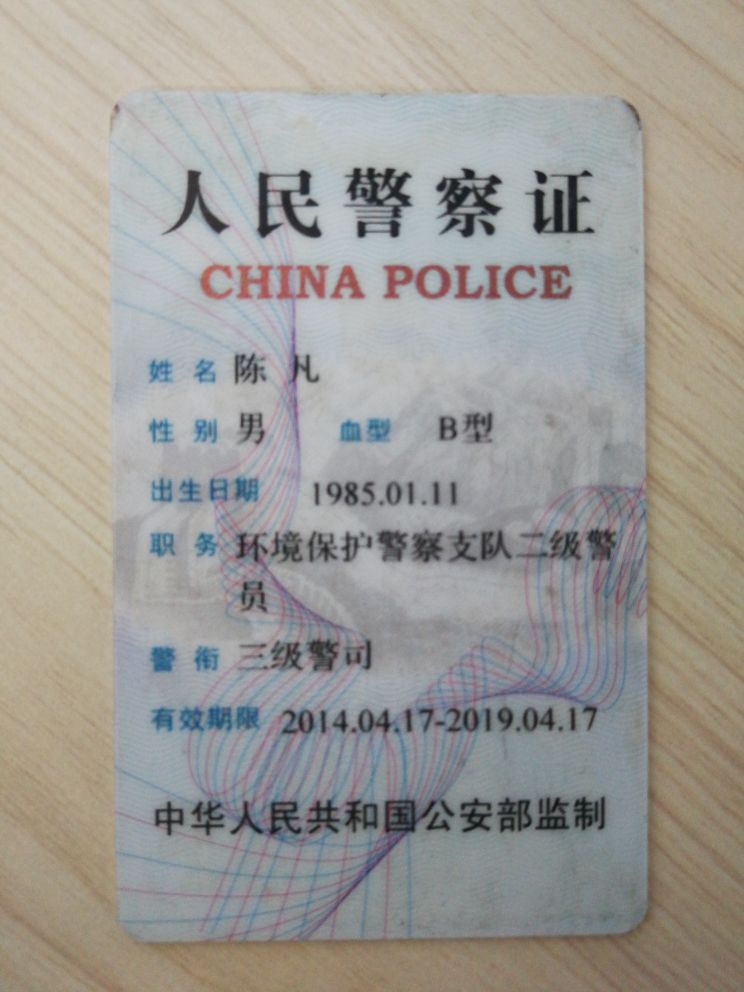 人民警察证
CHINA POLICE
姓名 陈凡
性别 男 血型 B型
出生日期 1985.01.11
职务 环境保护警察支队二级警
员
警衔 三级警司
有效期限 2014.04.17-2019.04.17
中华人民共和国公安部监制